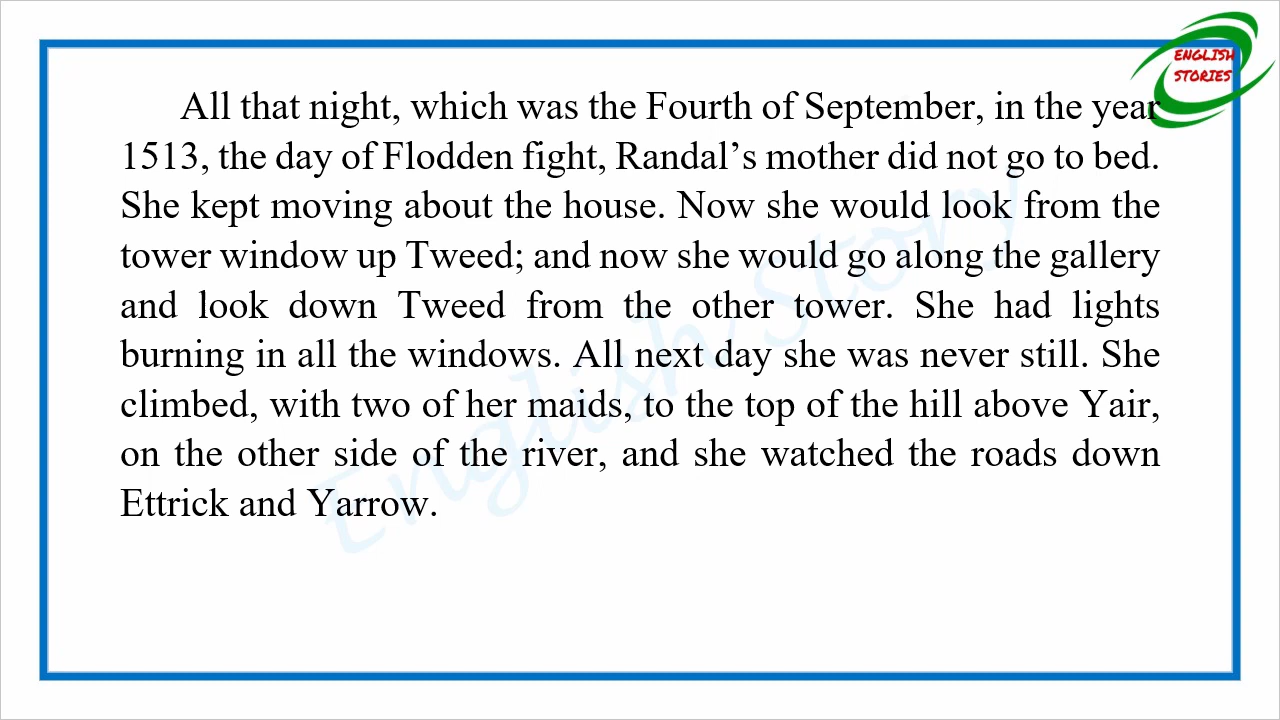 ENGLISH
STORIES
All that night, which was the Fourth of September, in the year
1513, the day of Flodden fight, Randal’s mother did not go to bed.
She kept moving about the house. Now she would look from the
tower window up Tweed; and now she would go along the gallery
and look down Tweed from the other tower. She had lights
burning in all the windows. All next day she was never still. She
climbed, with two of her maids, to the top of the hill above Yair,
on the other side of the river, and she watched the roads down
Ettrick and Yarrow.
English Story